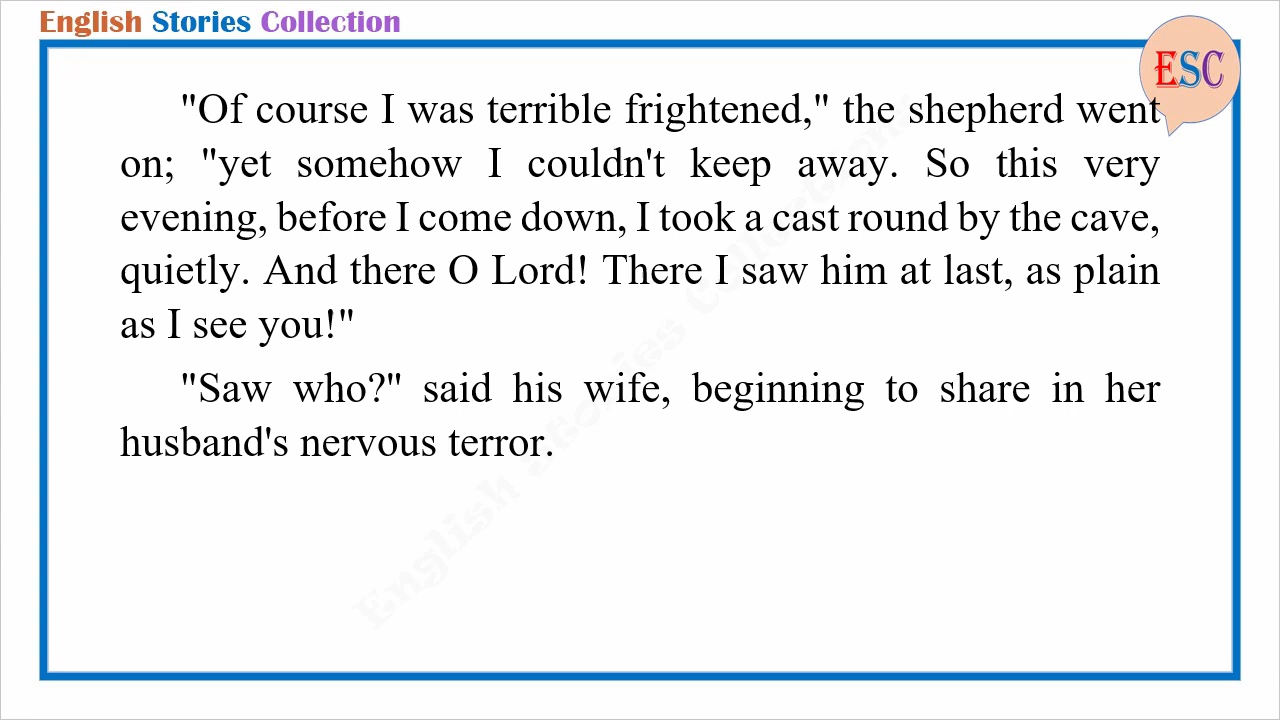 English Stories Collection
ESC
"Of course I was terrible frightened," the shepherd went
on; "yet somehow I couldn't keep away. So this very
evening, before I come down, I took a cast round by the cave,
quietly. And there O Lord! There I saw him at last, as plain
as I see you!"
"Saw who?" said his wife, beginning to share in her
husband's nervous terror.
English Stories Collections